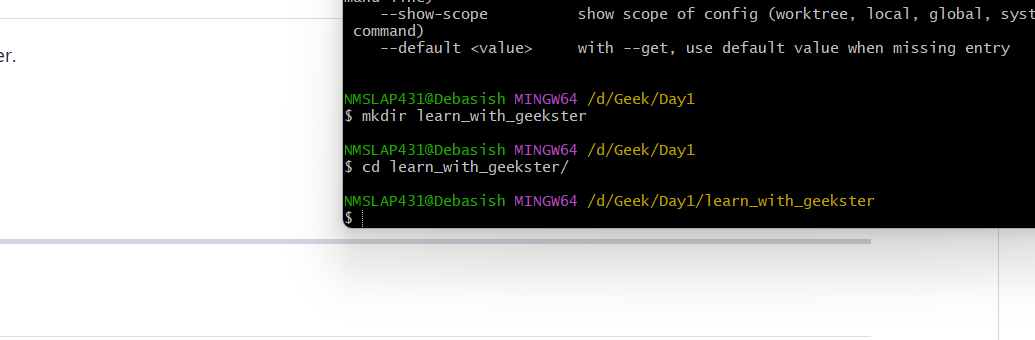 er.
mand line)
--show-scope show scope of config (worktree, local, global, syst
command)
--default <value> with --get, use default value when missing entry
NMSLAP431@Debasish MINGW64 /d/Geek/Day1
$ mkdir learn_with_geekster
NMSLAP431@Debasish MINGW64 /d/Geek/Day1
$ cd learn_with_geekster/
NMSLAP431@Debasish MINGW64 /d/Geek/Day1/learn_with_geekster
$